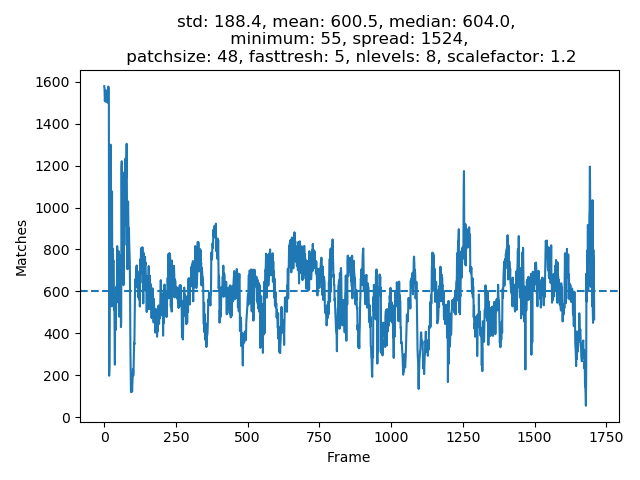 std: 188.4, mean: 600.5, median: 604.0,
minimum: 55, spread: 1524,
patchsize: 48, fasttresh: 5, nlevels: 8, scalefactor: 1.2
1600
1400
1200
1000
800
600
400
200
0
Matches
0 250 500 750 1000 1250 1500 1750
Frame